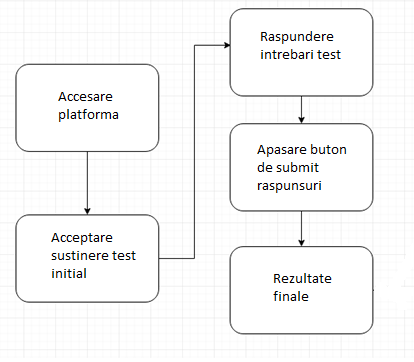 Accesare
platforma
Acceptare
sustinere test
initial
Raspundere
intrebari test
Apasare buton
de submit
raspunsuri
Rezultate
finale